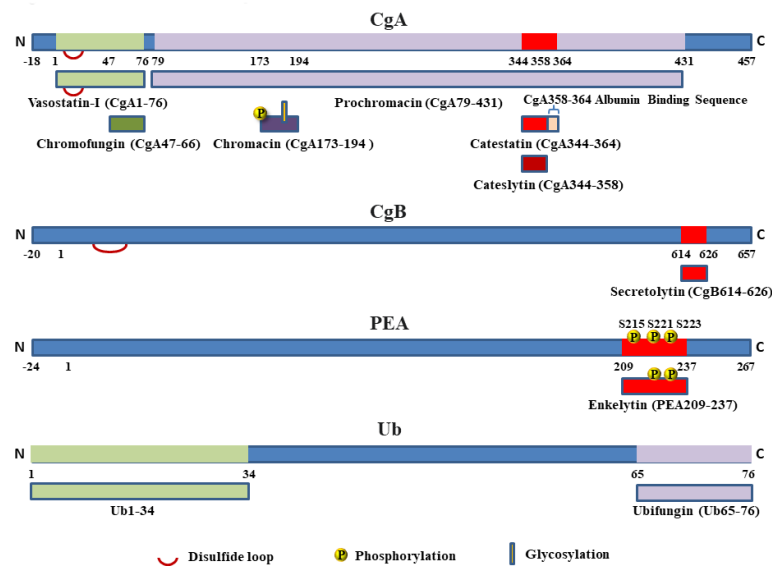 CgA
N C
-18 1 47 76 79 173 194 344 358 364 431 457
Vasostatin-I (CgA1-76) Prochromacin (CgA79-431) CgA358-364 Albumin Binding Sequence
P
Chromofungin (CgA47-66) Chromacin (CgA173-194 ) Catestatin (CgA344-364)
Cateslytin (CgA344-358)
CgB
N C
-20 1 614 626 657
Secretolytin (CgB614-626)
PEA
S215 S221 S223
N P P P C
-24 1 209 237 267
P P
Enkelytin (PEA209-237)
Ub
N C
1 34 65 76
Ub1-34 Ubifungin (Ub65-76)
Disulfide loop P Phosphorylation Glycosylation